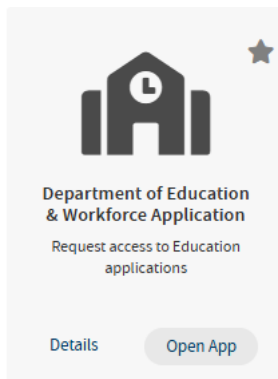 Department of Education
& Workforce Application
Request access to Education
applications
Details
Open App